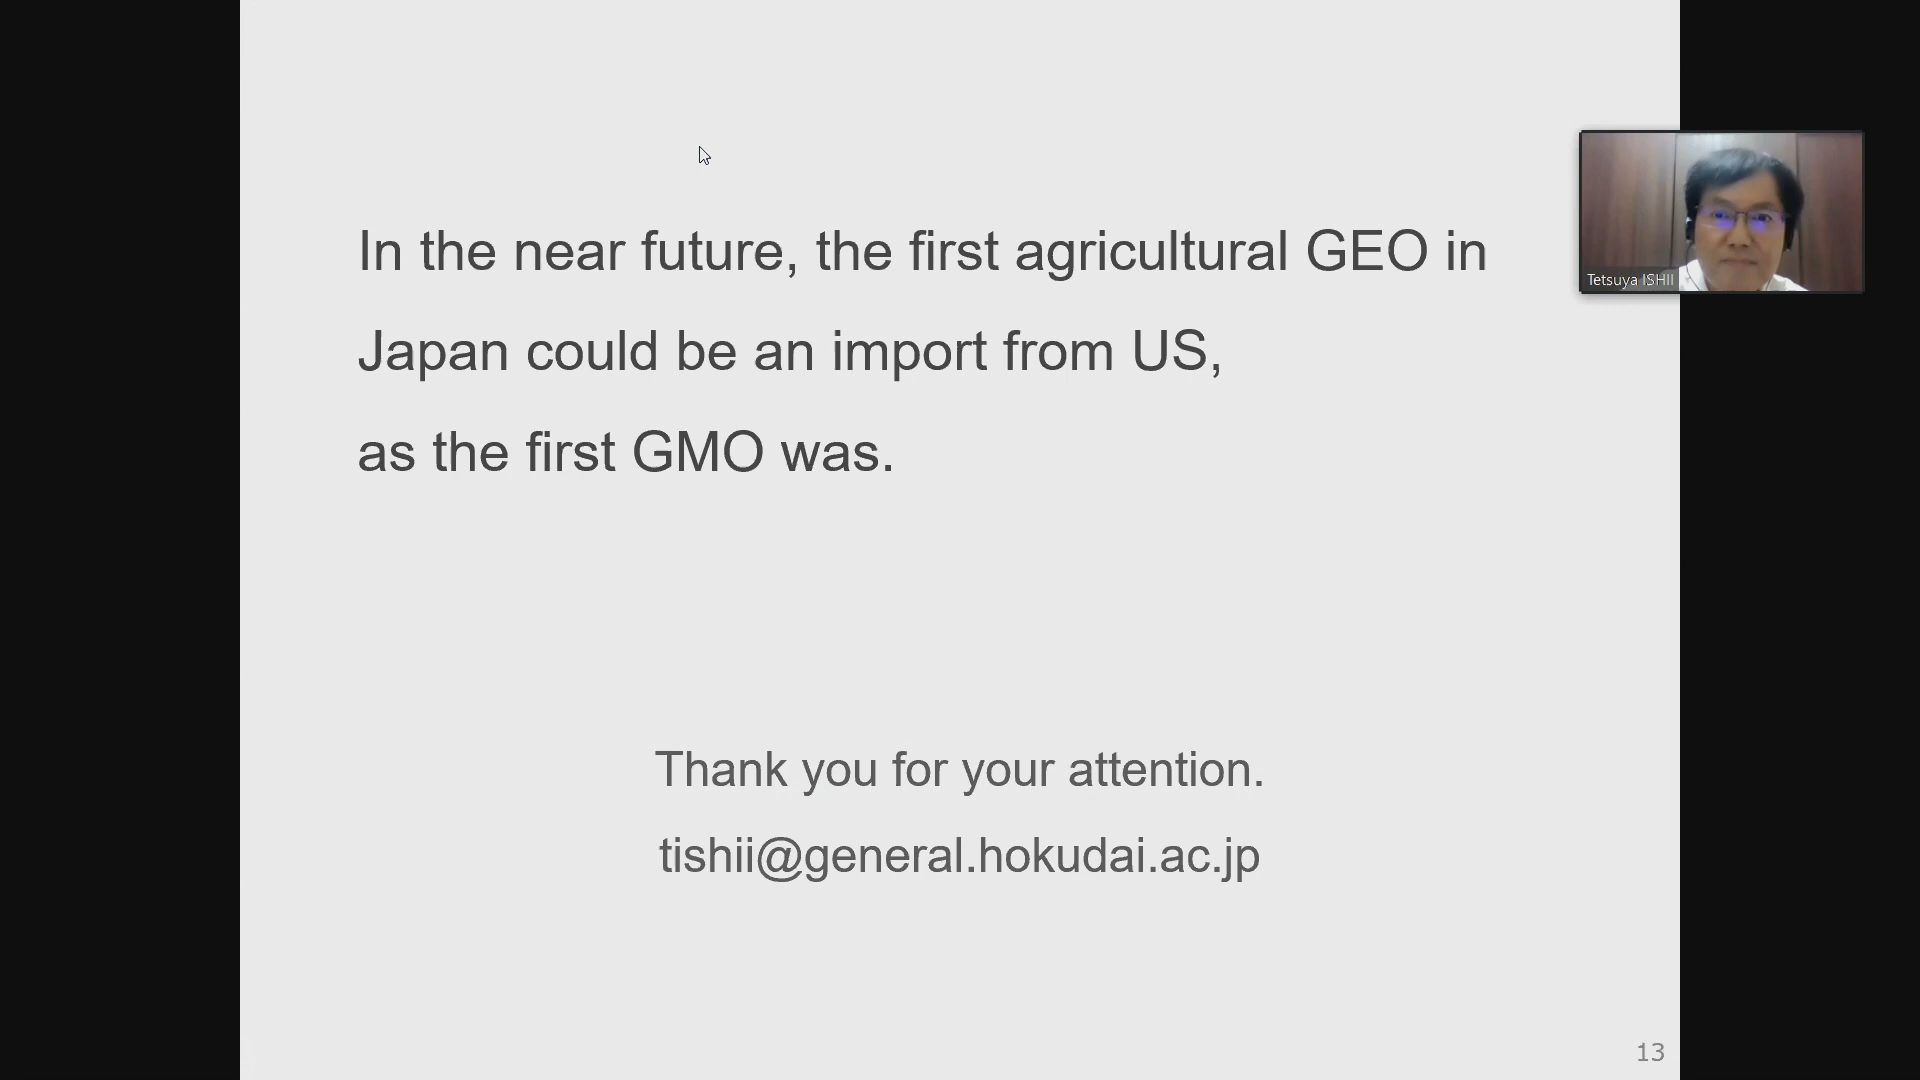 In the near future, the first agricultural GEO in
Japan could be an import from US,
as the first GMO was.
Tetsuya ISHII
Thank you for your attention.
tishii@general.hokudai.ac.jp
13